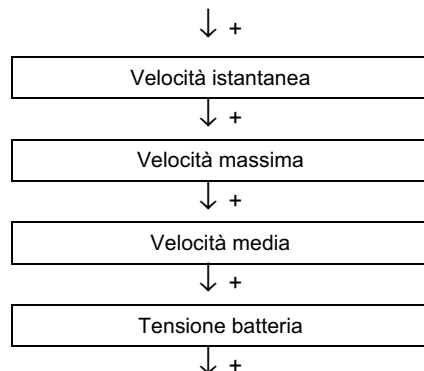 ↓ +
Velocità istantanea
↓ +
Velocità massima
↓ +
Velocità media
↓ +
Tensione batteria
↓ +